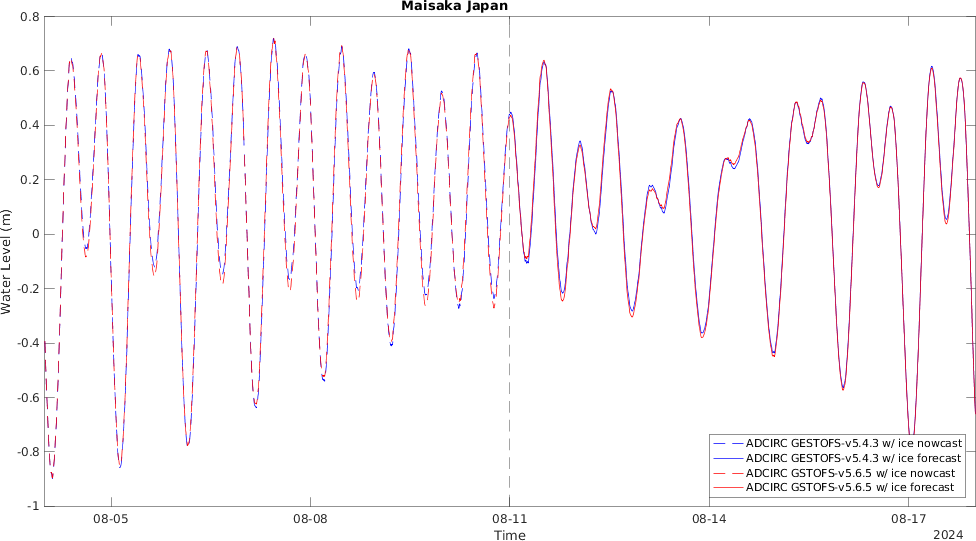 Maisaka Japan
0.8
0.6
0.4
0.2
0
-0.2
-0.4
-0.6
-0.8
-1
Water Level (m)
ADCIRC GESTOFS-v5.4.3 w/ ice nowcast
ADCIRC GESTOFS-v5.4.3 w/ ice forecast
ADCIRC GSTOFS-v5.6.5 w/ ice nowcast
ADCIRC GSTOFS-v5.6.5 w/ ice forecast
08-05 08-08 08-11 08-14 08-17
Time
2024